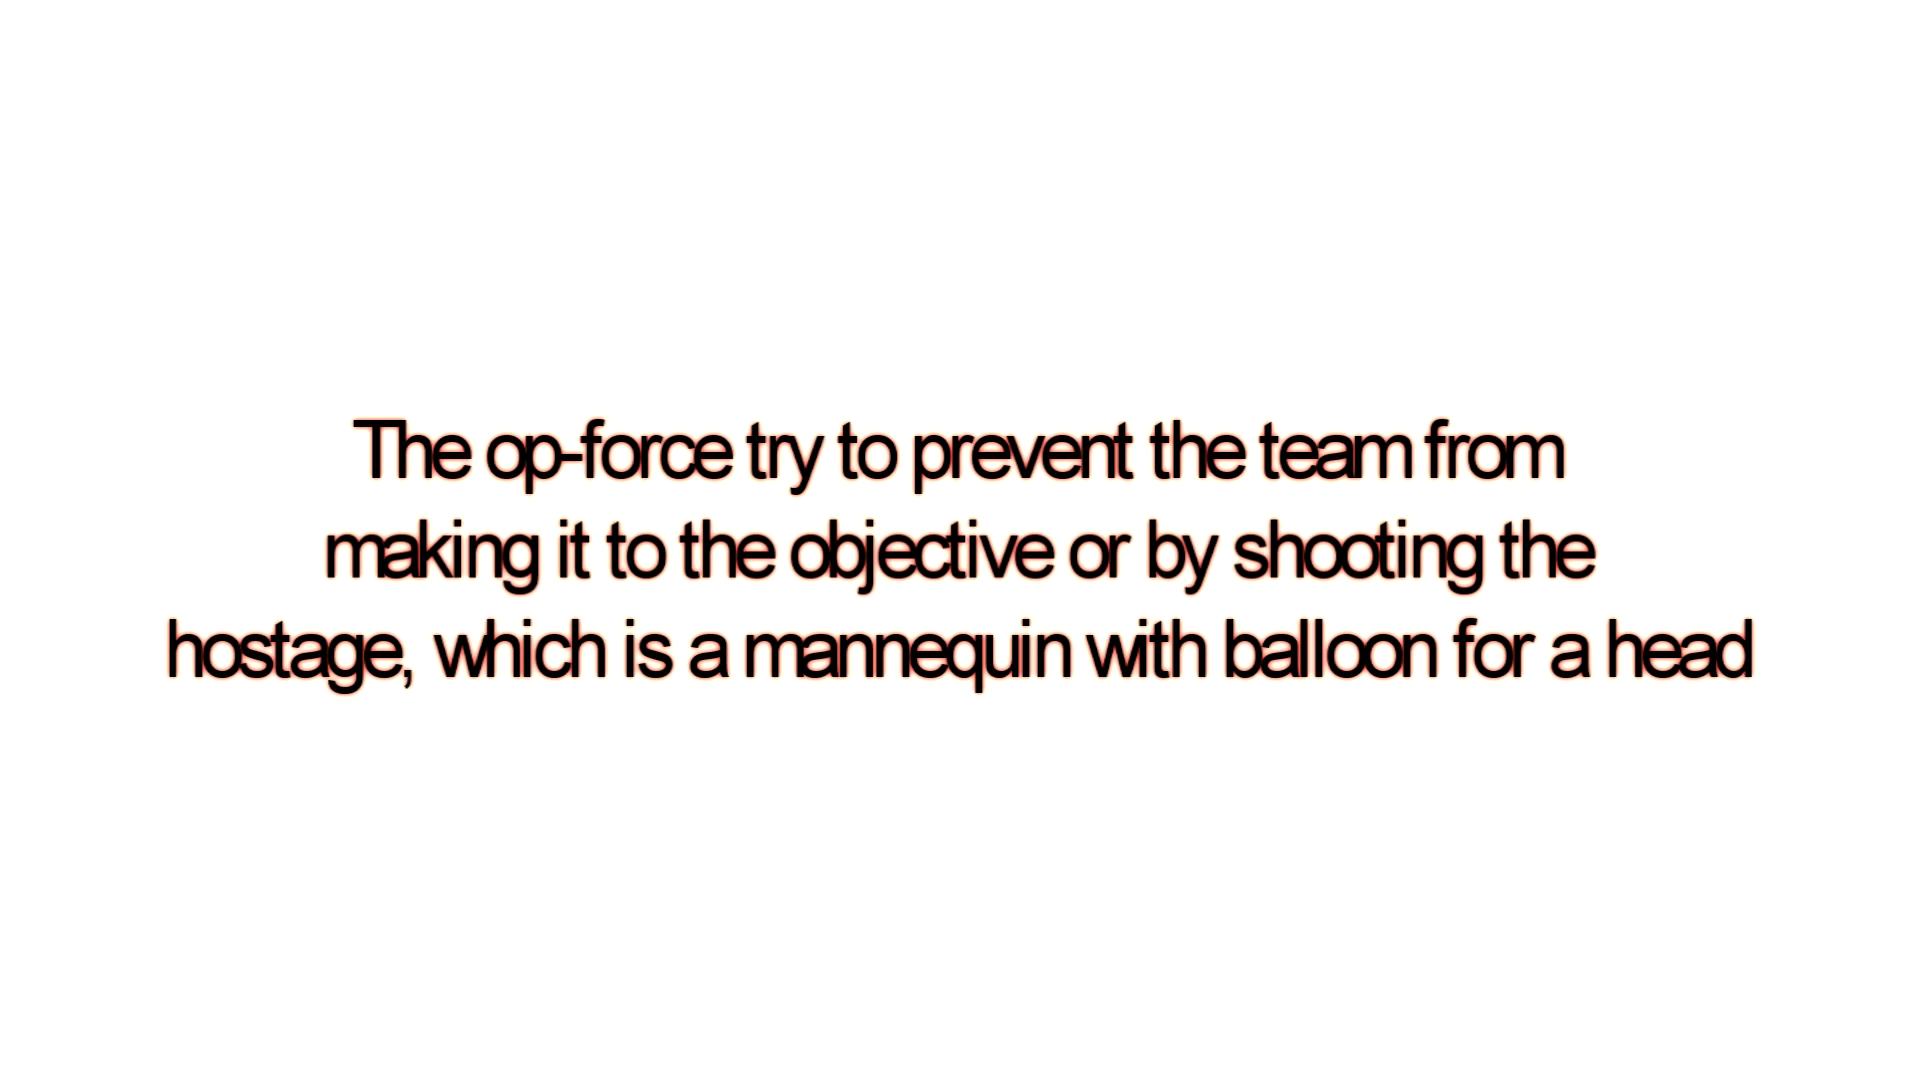 The op-force try to prevent the team from
making it to the objective or by shooting the
hostage, which is a mannequin with balloon for a head